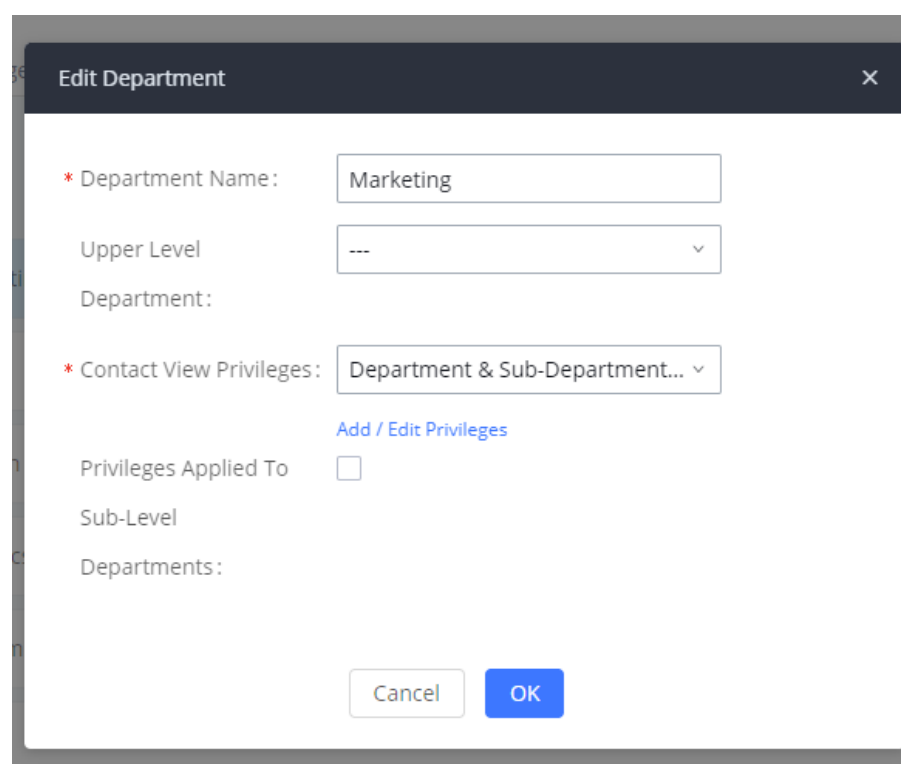 Edit Department ×
* Department Name: Marketing
Upper Level
Department:
---
* Contact View Privileges: Department & Sub-Department...
Add / Edit Privileges
Privileges Applied To
Sub-Level
Departments:
Cancel OK